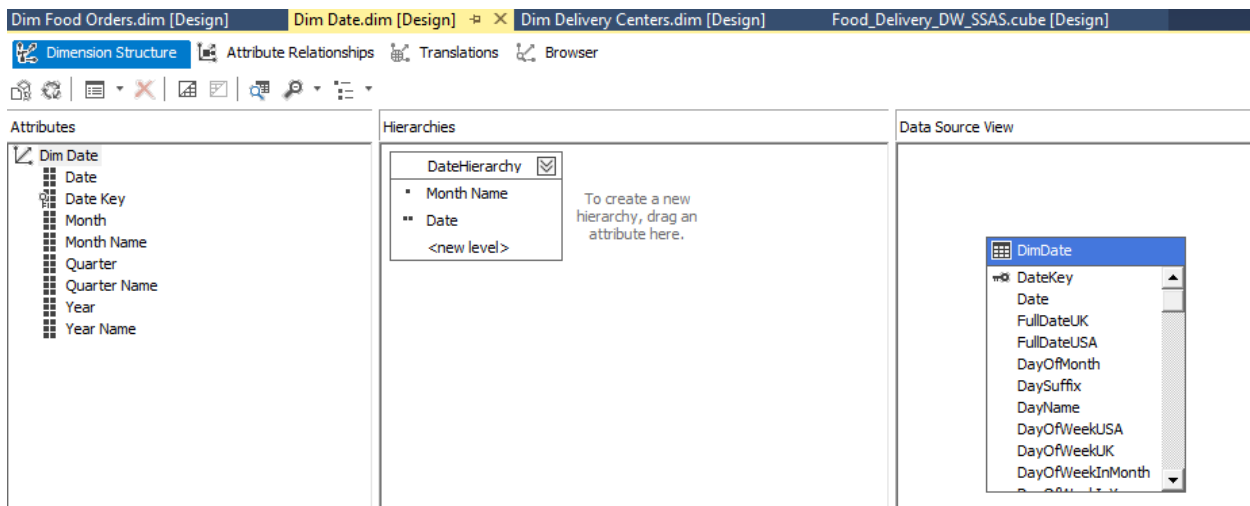 Dim Food Orders.dim [Design]
Dim Date.dim [Design]
Dim Delivery Centers.dim [Design]
Food_Delivery_DW_SSAS.cube [Design]
Dimension Structure
Attribute Relationships
Translations
Browser
Attributes
Dim Date
Date
Date Key
Month
Month Name
Quarter
Quarter Name
Year
Year Name
Hierarchies
DateHierarchy
Month Name
Date
<new level>
To create a new
hierarchy, drag an
attribute here.
Data Source View
DimDate
DateKey
Date
FullDateUK
FullDateUSA
DayOfMonth
DaySuffix
DayName
DayOfWeekUSA
DayOfWeekUK
DayOfWeekInMonth